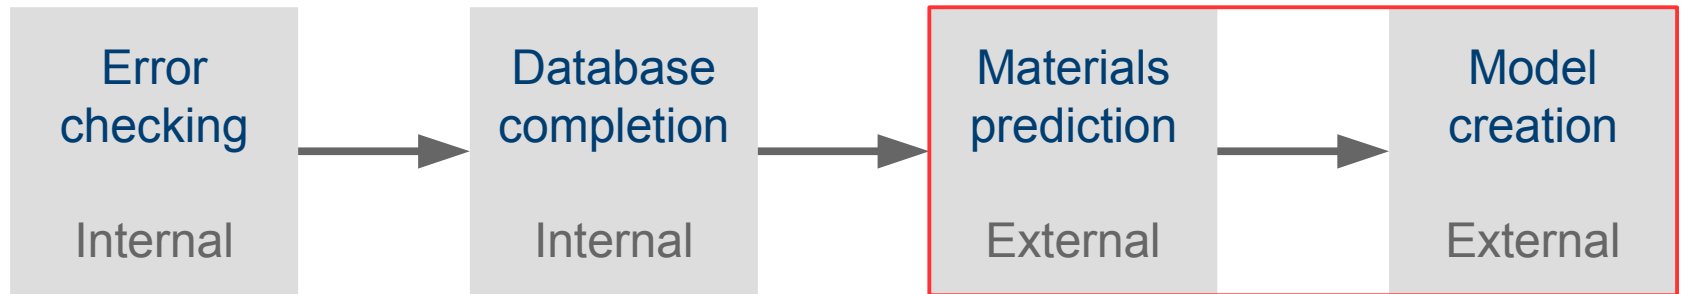 Error
checking
Internal
Database
completion
Internal
Materials
prediction
External
Model
creation
External